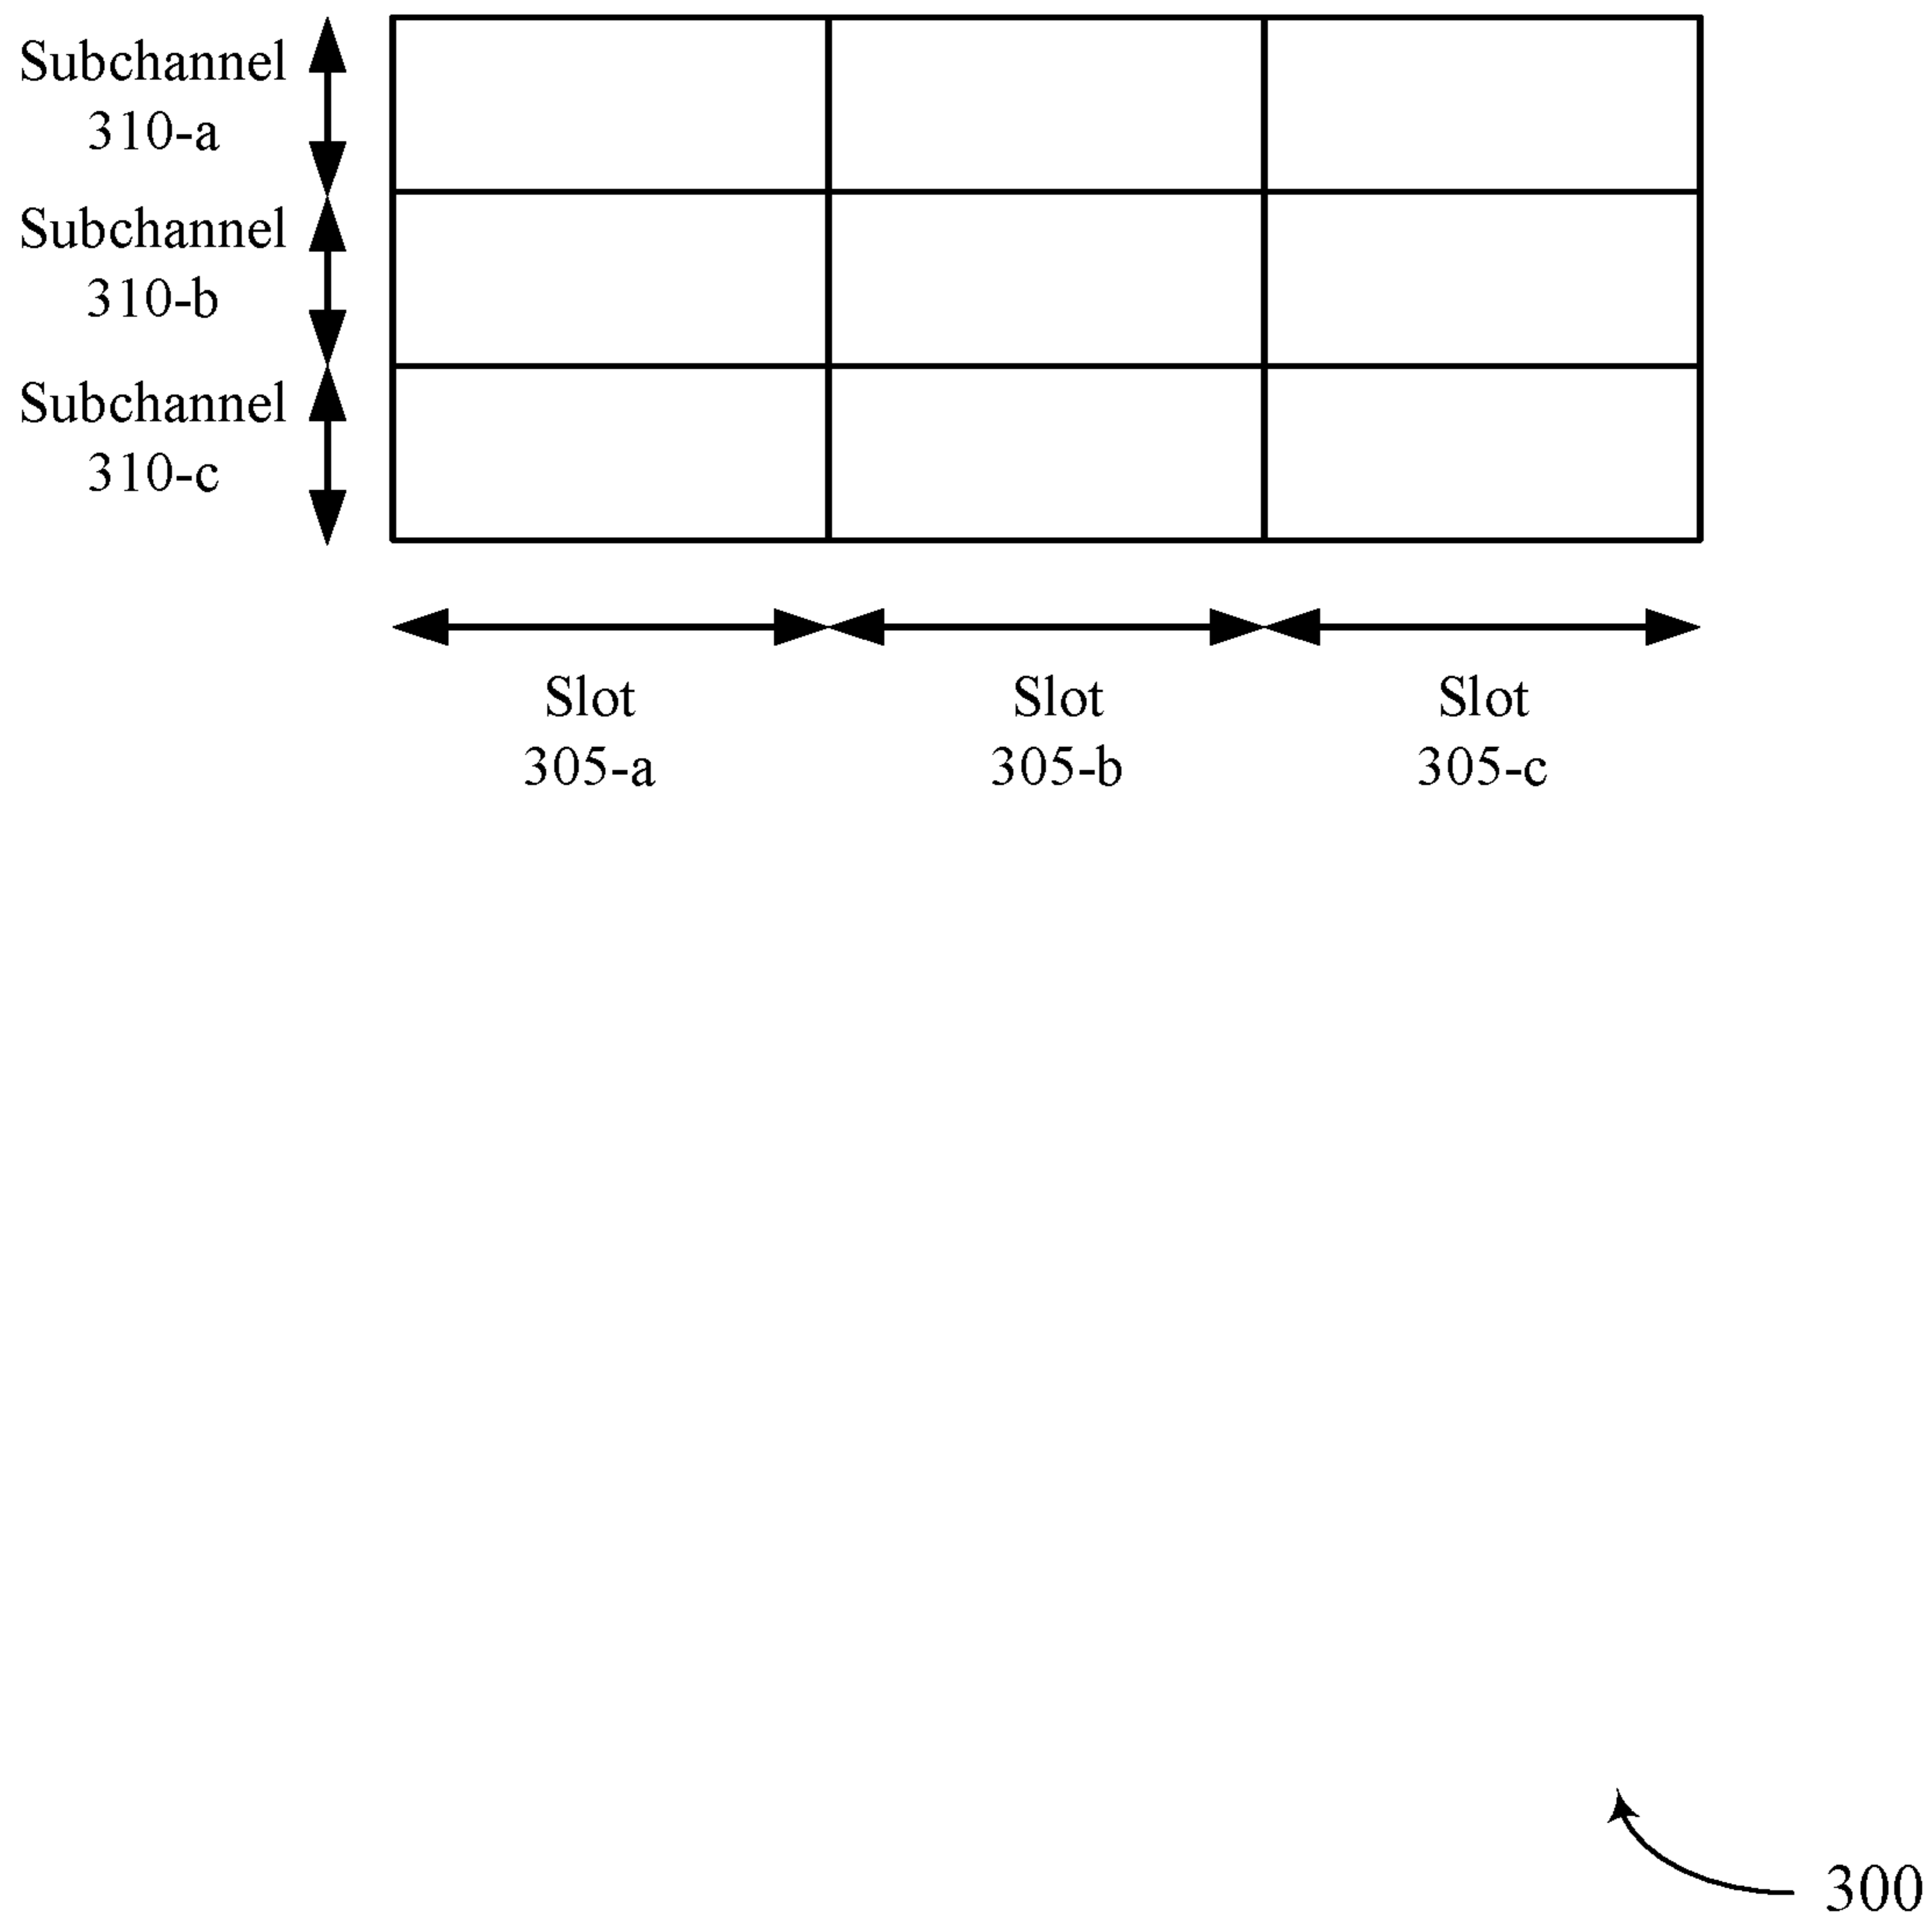 Subchannel
310-a
Subchannel
310-b
Subchannel
310-c
Slot
305-a
Slot
305-b
Slot
305-c
300